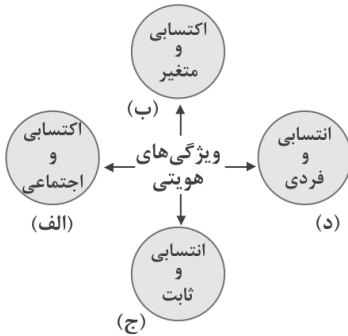 اکتسابی
و
متغیر
(ب)
انتسابی
و
فردی
(د)
ویژگی‌های
هویتی
اکتسابی
و
اجتماعی
(الف)
انتسابی
و
ثابت
(ج)